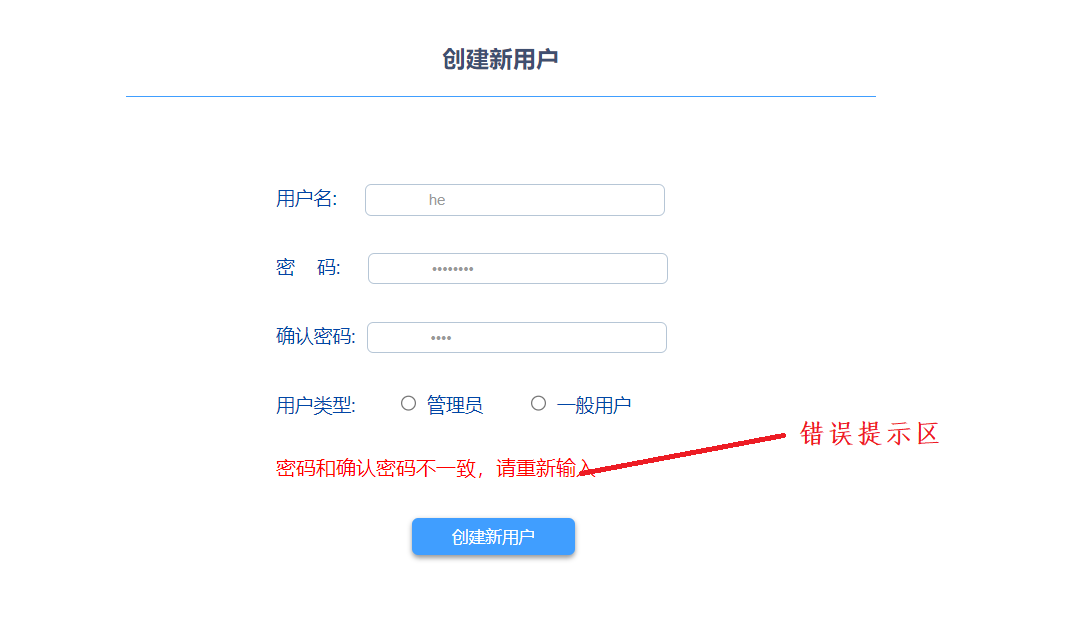 创建新用户
用户名: he
密 码: ••••••••
确认密码: ••••
用户类型: 管理员 一般用户
错误提示区
密码和确认密码不一致，请重新输入
创建新用户